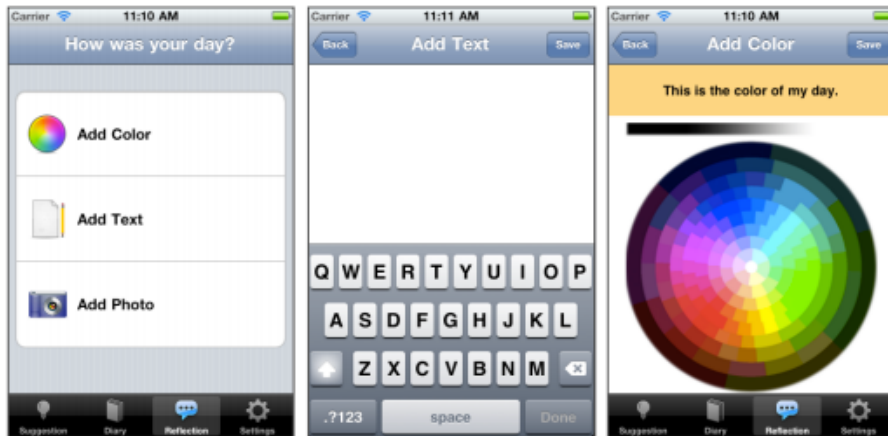 Carrier 11:10 AM
How was your day?
Add Color
Add Text
Add Photo
Suggestion Diary Reflection Settings
Carrier 11:11 AM
Back Add Text Save
Q W E R T Y U I O P
A S D F G H J K L
Z X C V B N M
.?123 space Done
Carrier 11:10 AM
Back Add Color Save
This is the color of my day.
Suggestion Diary Reflection Settings